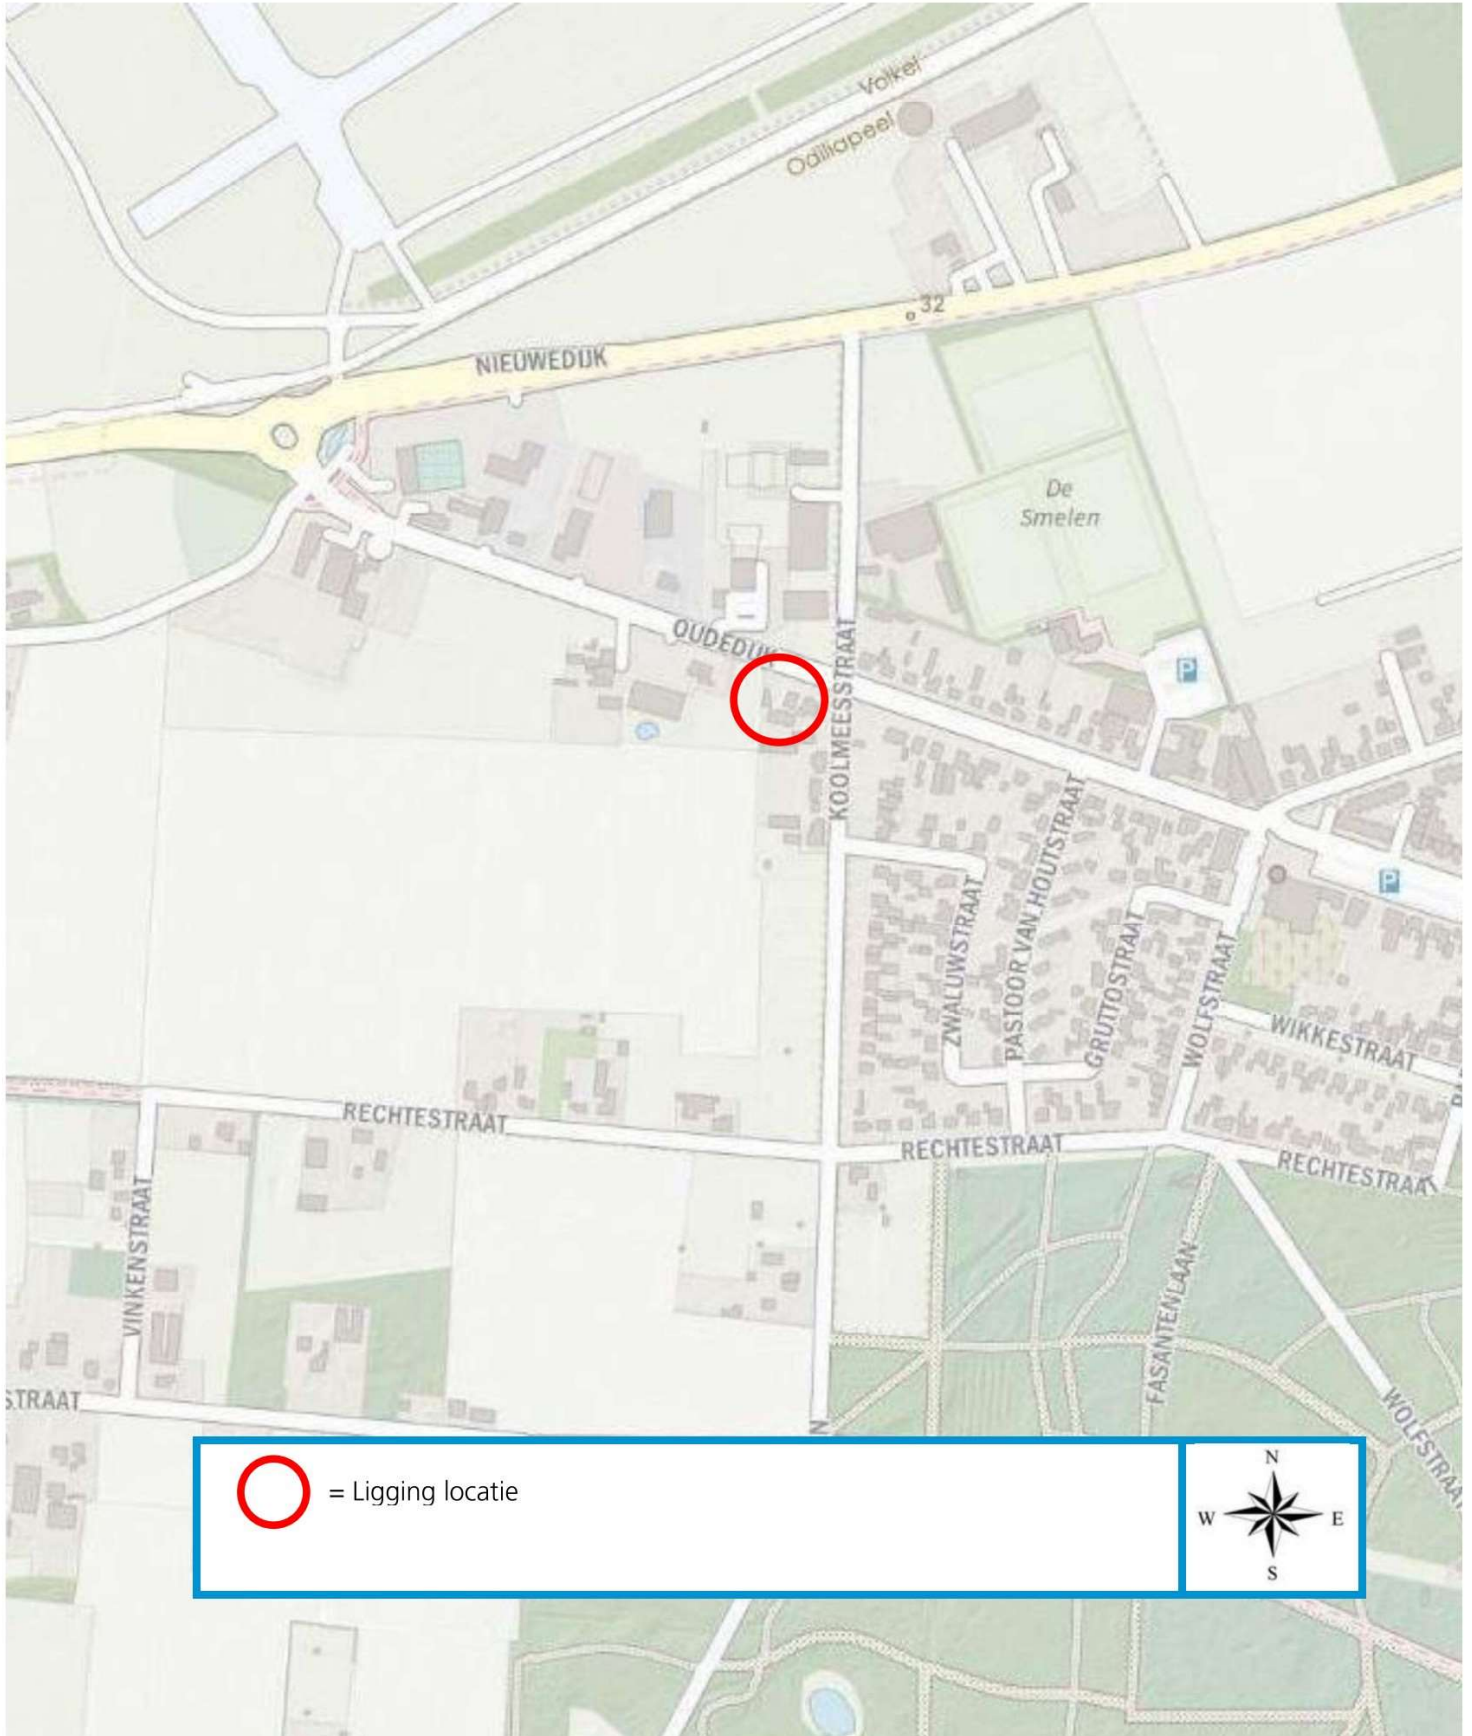 Volkel
Odiliapeel
32
NIEUWEDIJK
De
Smelen
OUDEDIJK
P
KOOLMEESSTRAAT
PASTOOR VAN HOUTSTRAAT
P
ZWALUWSTRAAT
GRUTTOSTRAAT
WOLFSTRAAT
WIKKESTRAAT
RECHTESTRAAT
RECHTESTRAAT
RECHTESTRAAT
VINKENSTRAAT
FASANTENLAAN
STRAAT
WOLFSTRAAT
N
= Ligging locatie
N
W E
S